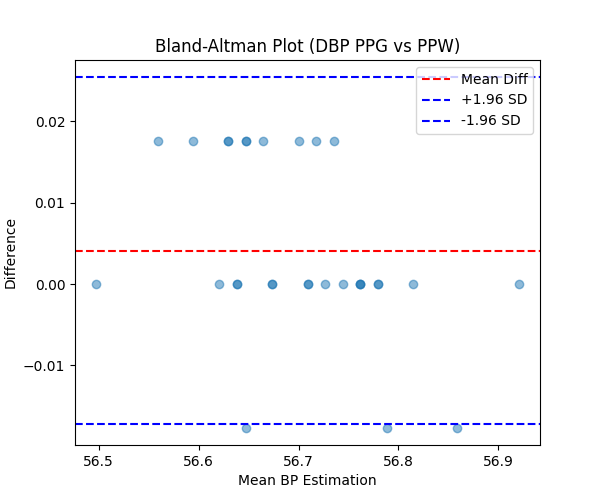 Bland-Altman Plot (DBP PPG vs PPW)
Mean Diff
+1.96 SD
-1.96 SD
Difference
0.02
0.01
0.00
−0.01
56.5 56.6 56.7 56.8 56.9
Mean BP Estimation